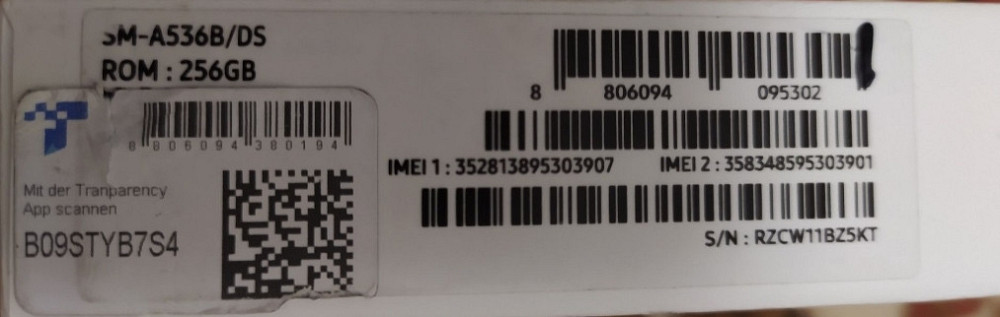 SM-A536B/DS
ROM : 256GB
8 806094 095302
8 806094 380194
IMEI 1 : 352813895303907 IMEI 2 : 358348595303901
Mit der Tranparency
App scannen
B09STYB7S4
S/N : RZCW11BZ5KT